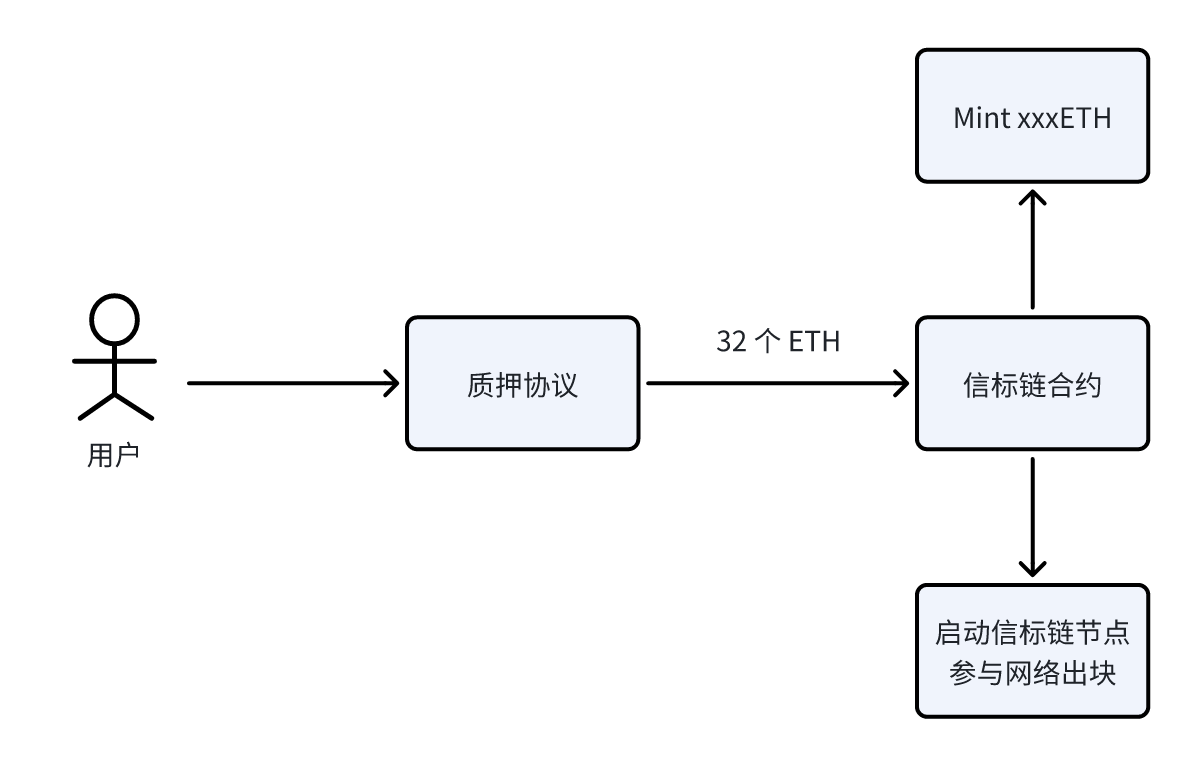 Mint xxxETH
用户
质押协议
32 个 ETH
信标链合约
启动信标链节点
参与网络出块